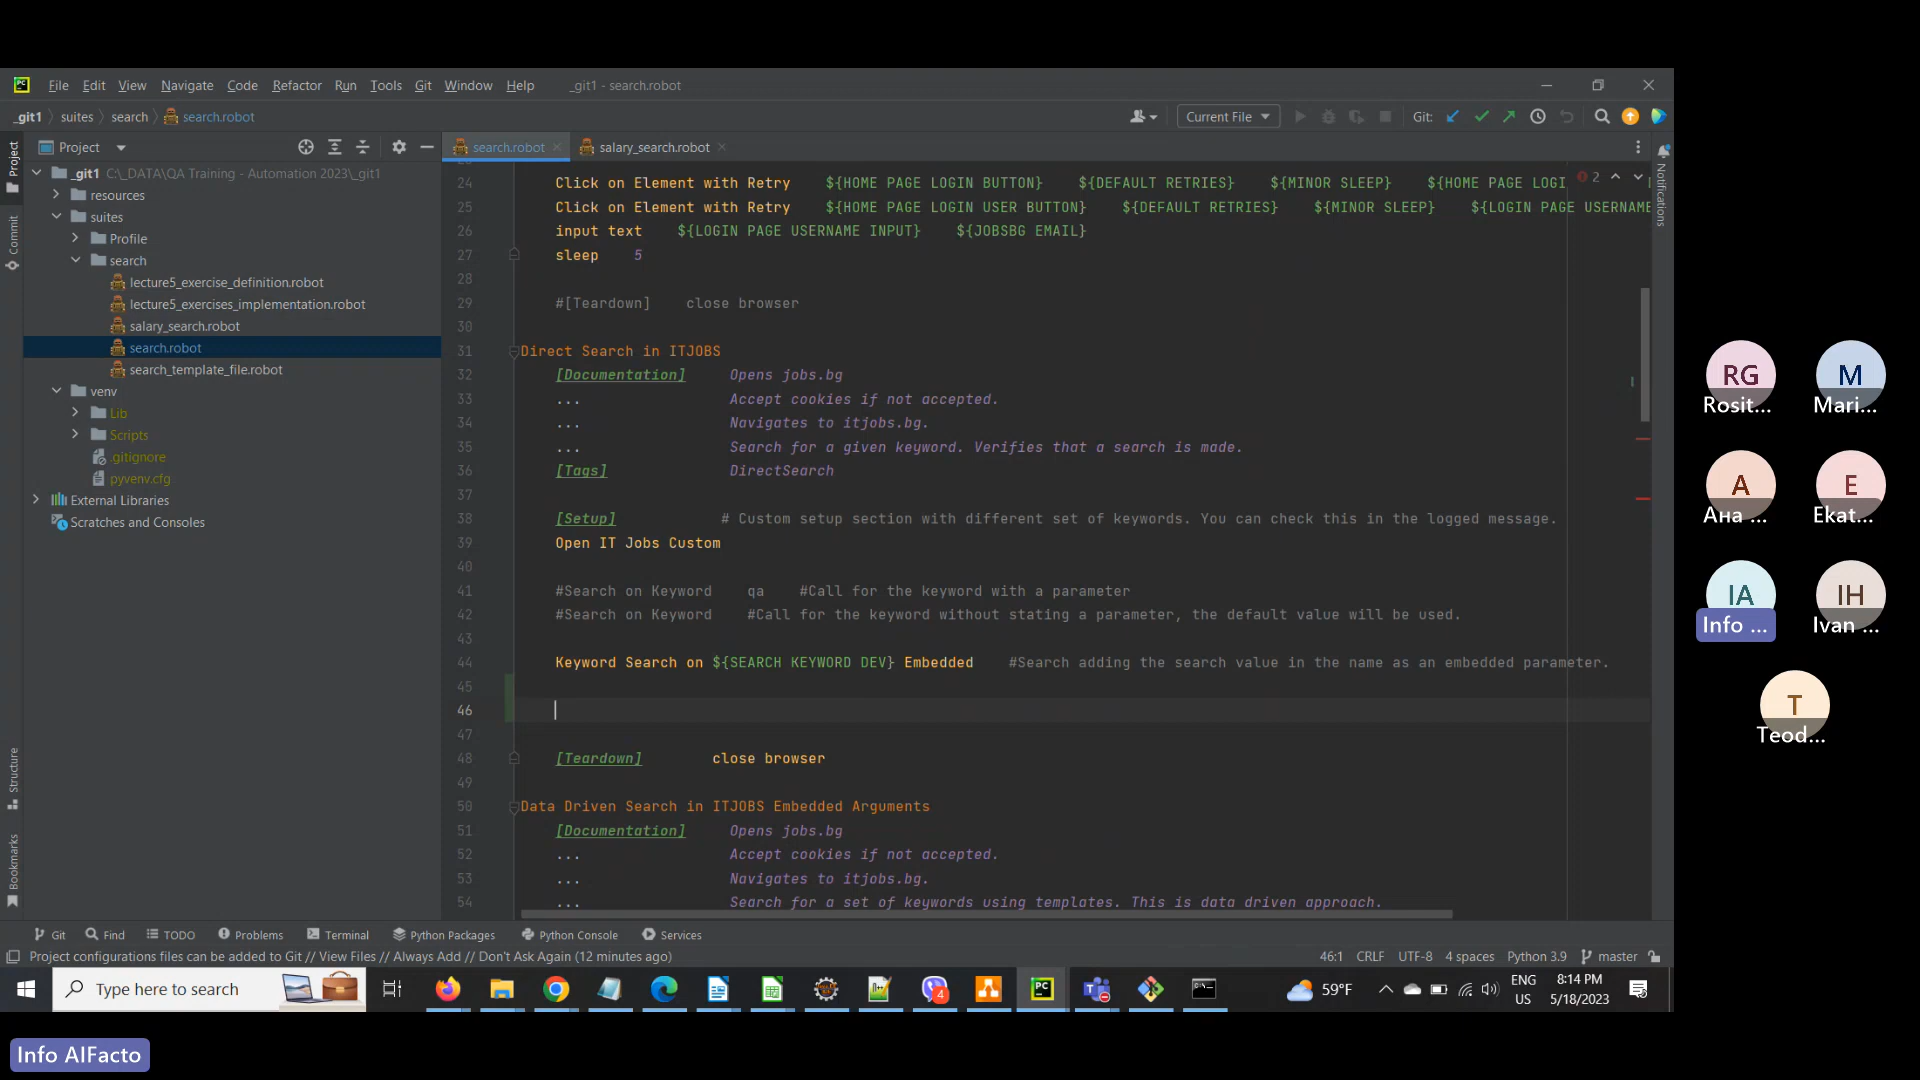 File Edit View Navigate Code Refactor Run Tools Git Window Help _git1 - search.robot
_git1 suites search search.robot
Current File Git:
Project
search.robot salary_search.robot
_git1 C:\_DATA\QA Training - Automation 2023\_git1
resources
suites
Profile
search
lecture5_exercise_definition.robot
lecture5_exercises_implementation.robot
salary_search.robot
search.robot
search_template_file.robot
venv
Lib
Scripts
.gitignore
pyvenv.cfg
External Libraries
Scratches and Consoles
Project
Commit
Structure
Bookmarks
Notifications
2
24 Click on Element with Retry ${HOME PAGE LOGIN BUTTON} ${DEFAULT RETRIES} ${MINOR SLEEP} ${HOME PAGE LOGI
25 Click on Element with Retry ${HOME PAGE LOGIN USER BUTTON} ${DEFAULT RETRIES} ${MINOR SLEEP} ${LOGIN PAGE USERNAME
26 input text ${LOGIN PAGE USERNAME INPUT} ${JOBSBG EMAIL}
27 sleep 5
28
29 #[Teardown] close browser
30
31 Direct Search in ITJOBS
32 [Documentation] Opens jobs.bg
33 ... Accept cookies if not accepted.
34 ... Navigates to itjobs.bg.
35 ... Search for a given keyword. Verifies that a search is made.
36 [Tags] DirectSearch
37
38 [Setup] # Custom setup section with different set of keywords. You can check this in the logged message.
39 Open IT Jobs Custom
40
41 #Search on Keyword qa #Call for the keyword with a parameter
42 #Search on Keyword #Call for the keyword without stating a parameter, the default value will be used.
43
44 Keyword Search on ${SEARCH KEYWORD DEV} Embedded #Search adding the search value in the name as an embedded parameter.
45
46
47
48 [Teardown] close browser
49
50 Data Driven Search in ITJOBS Embedded Arguments
51 [Documentation] Opens jobs.bg
52 ... Accept cookies if not accepted.
53 ... Navigates to itjobs.bg.
54 ... Search for a set of keywords using templates. This is data driven approach.
Git Find TODO Problems Terminal Python Packages Python Console Services
Project configurations files can be added to Git // View Files // Always Add // Don't Ask Again (12 minutes ago) 46:1 CRLF UTF-8 4 spaces Python 3.9 master
Type here to search
4
59°F
ENG
US
8:14 PM
5/18/2023
RG
Rosit...
M
Mari...
A
Ана ...
E
Ekat...
IA
Info ...
IH
Ivan ...
T
Teod...
Info AIFacto